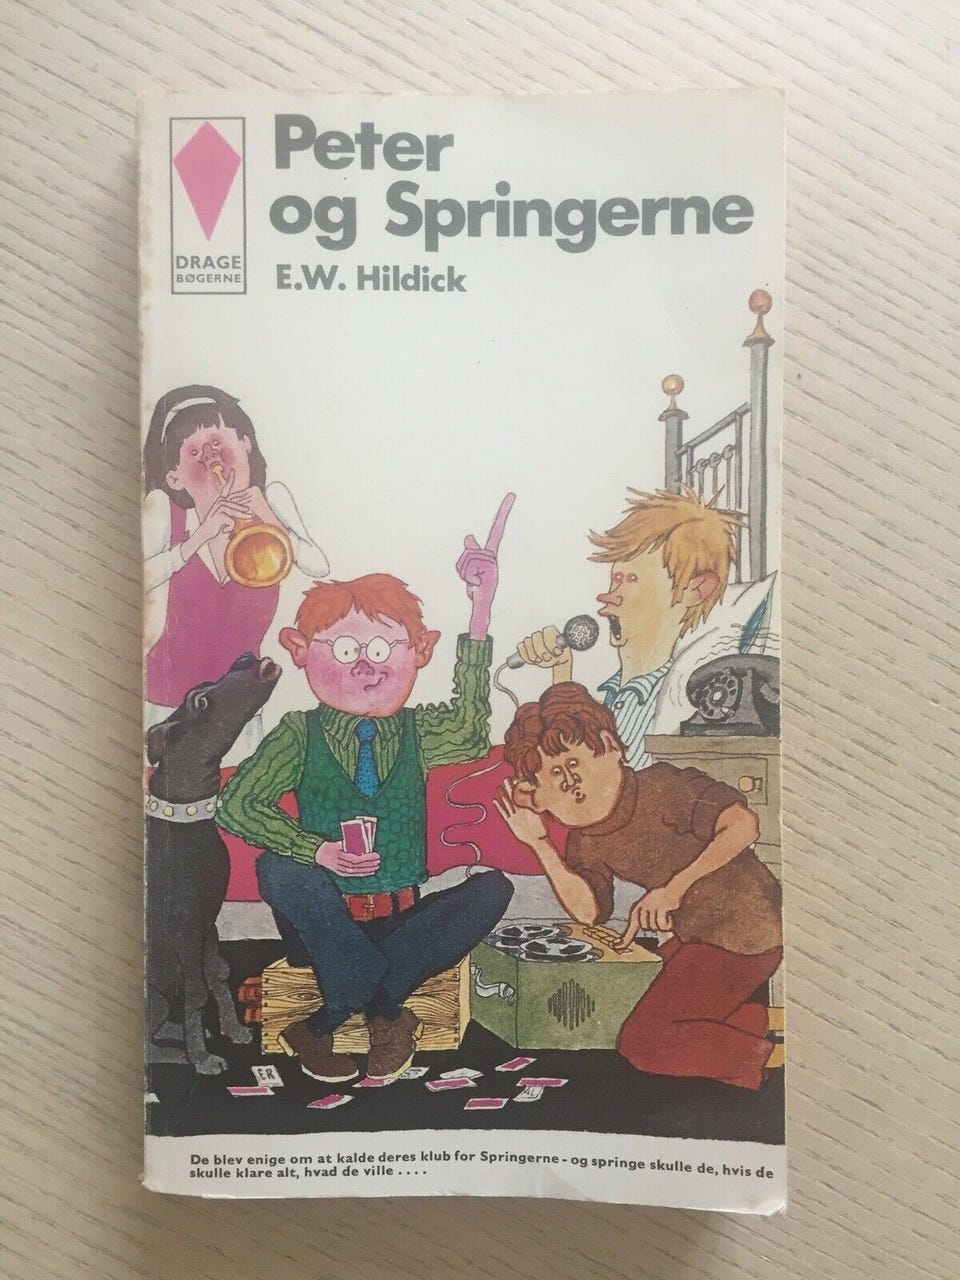 Peter
og Springerne
E.W. Hildick
DRAGE
BØGERNE
ER
De blev enige om at kalde deres klub for Springerne - og springe skulle de, hvis de
skulle klare alt, hvad de ville ....